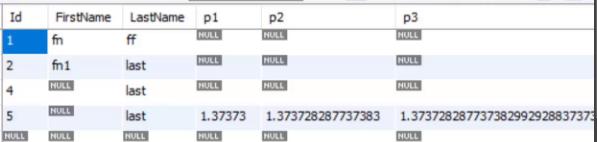 Id FirstName LastName p1 p2 p3
1 fn ff NULL NULL NULL
2 fn1 last NULL NULL NULL
4 NULL last NULL NULL NULL
5 NULL last 1.37373 1.373728287737383 1.3737282877373829929288373
NULL NULL NULL NULL NULL NULL